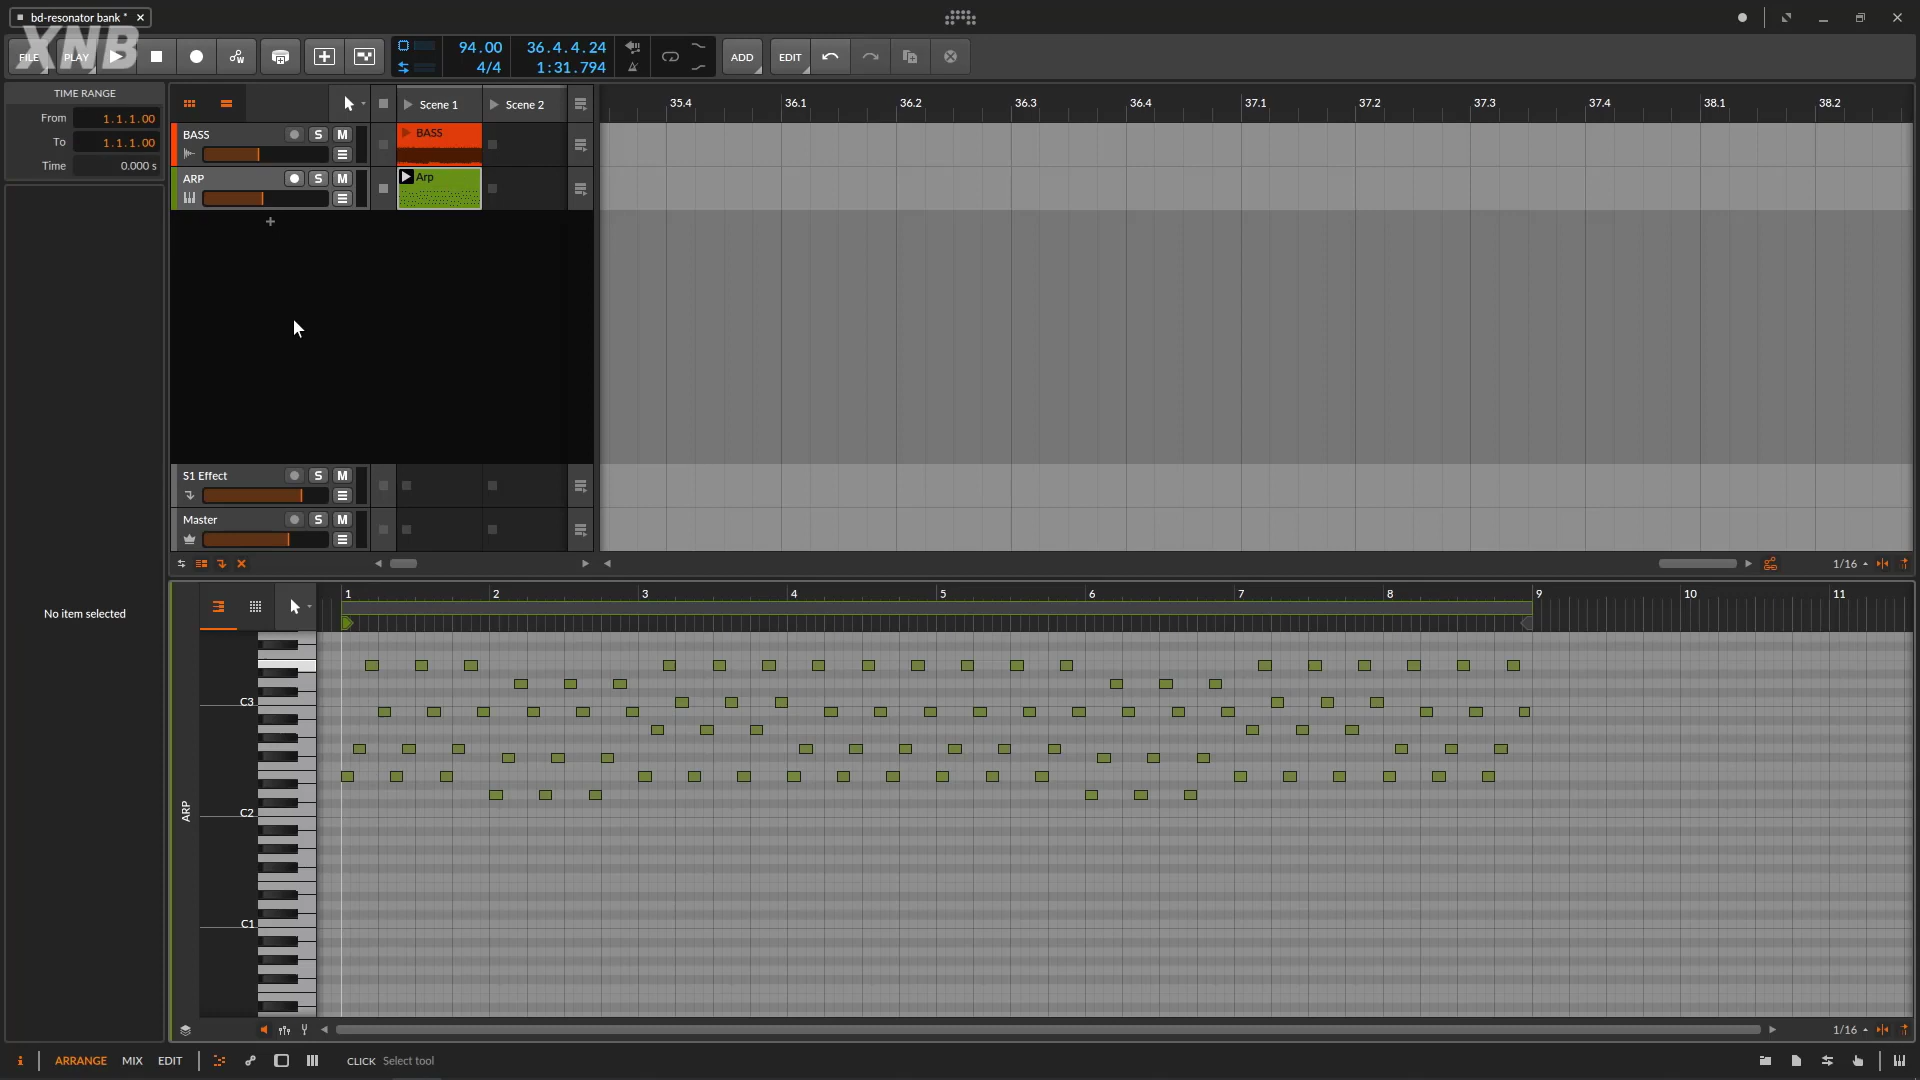 bd-resonator bank *
XNB
FILE PLAY 94.00 36.4.4.24 ADD EDIT
4/4 1:31.794
TIME RANGE
From 1.1.1.00
To 1.1.1.00
Time 0.000 s
Scene 1 Scene 2 35.4 36.1 36.2 36.3 36.4 37.1 37.2 37.3 37.4 38.1 38.2
BASS S M BASS
ARP S M Arp
S1 Effect S M
Master S M
1/16
No item selected
1 2 3 4 5 6 7 8 9 10 11
C3
C2
C1
ARP
1/16
i ARRANGE MIX EDIT CLICK Select tool